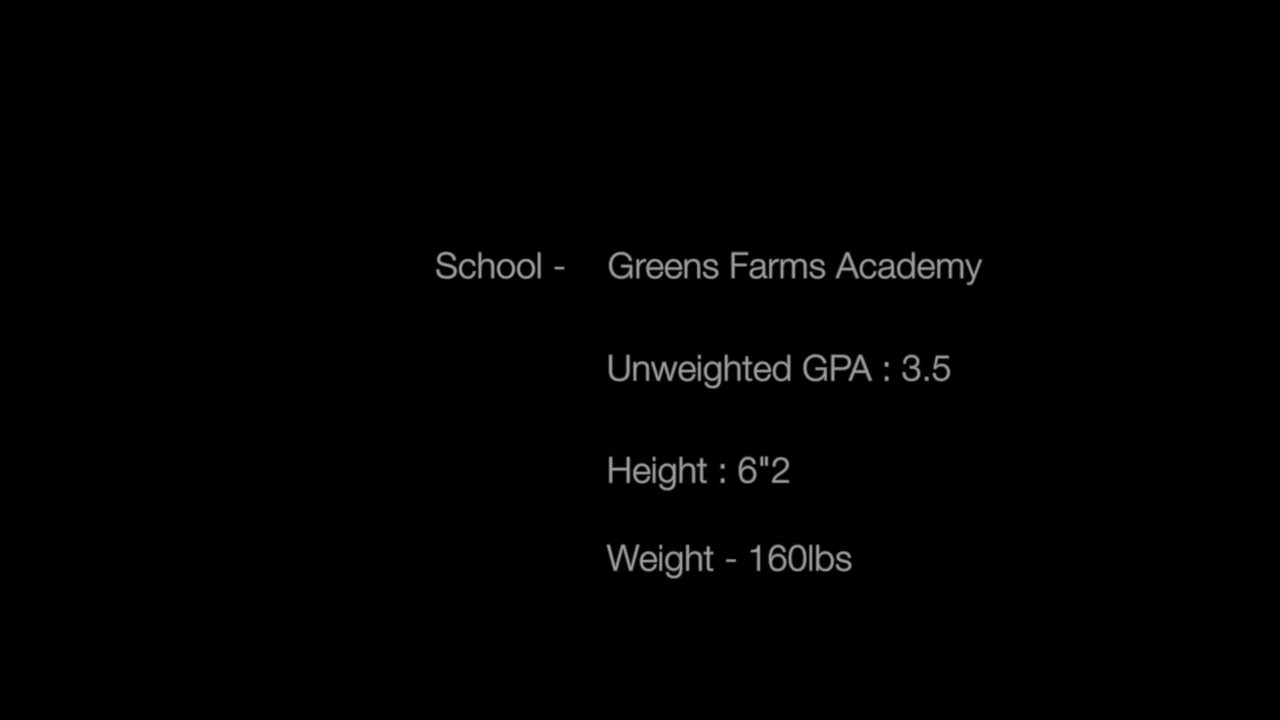 School - Greens Farms Academy
Unweighted GPA : 3.5
Height : 6"2
Weight - 160lbs